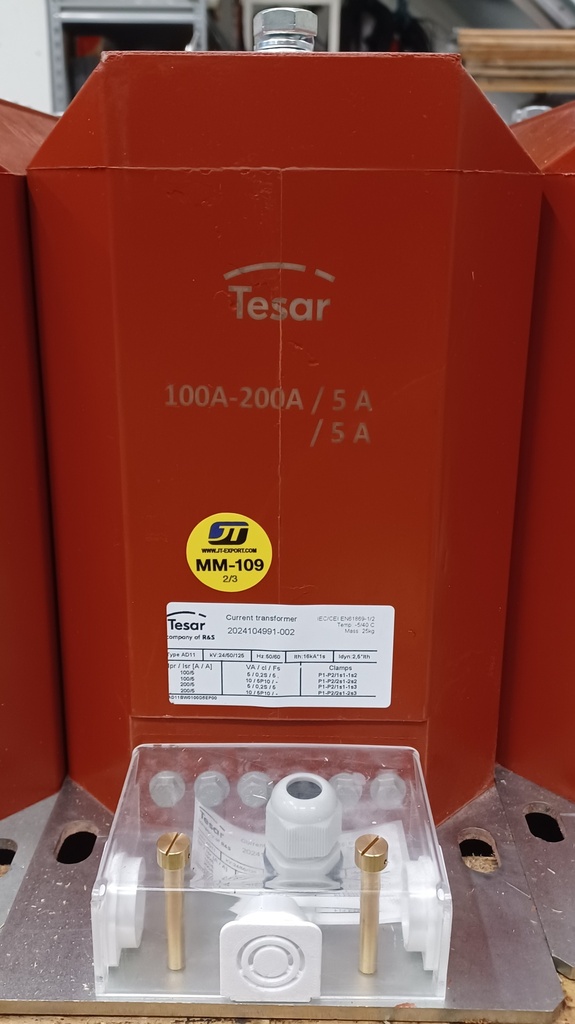 Tesar
100A-200A / 5 A
/ 5 A
JT
WWW.JT-EXPORT.COM
MM-109
2/3
Tesar
company of R&S
Current transformer
2024104991-002
IEC/CEI EN61869-1/2
Temp: -5/40 C
Mass: 25kg
Type AD11 kV:24/50/125 Hz:50/60 Ith:16kA*1s Idyn:2,5*Ith
Ipr / Isr [A / A] VA / cl / Fs Clamps
100/5 5 / 0,2S / 5 P1-P2/1s1-1s2
100/5 10 / 5P10 / - P1-P2/2s1-2s2
200/5 5 / 0,2S / 5 P1-P2/1s1-1s3
200/5 10 / 5P10 / - P1-P2/2s1-2s3
Tesar